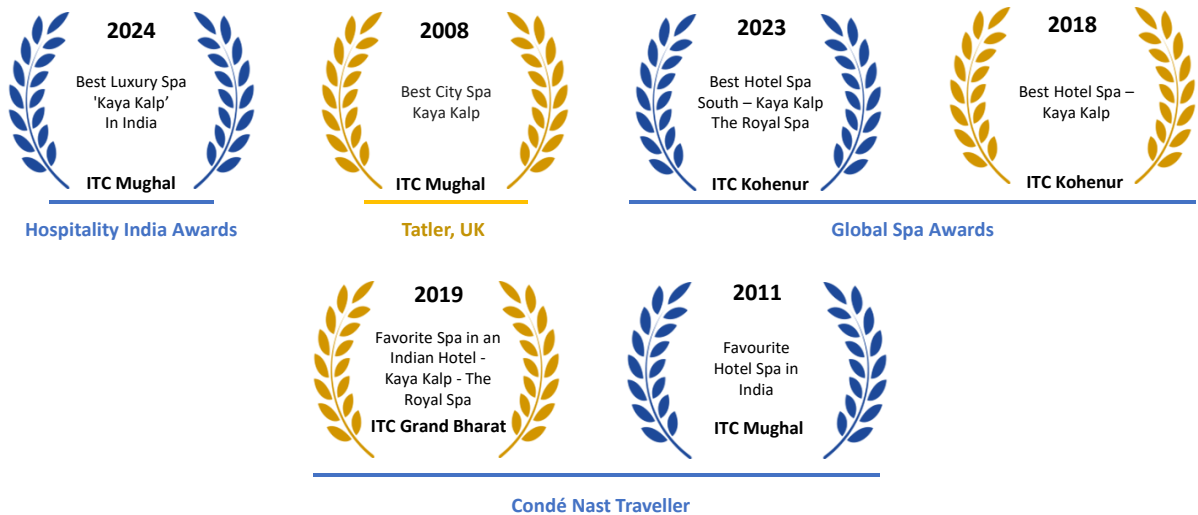 2024
Best Luxury Spa
'Kaya Kalp’
In India
ITC Mughal
Hospitality India Awards
2008
Best City Spa
Kaya Kalp
ITC Mughal
Tatler, UK
2023
Best Hotel Spa
South – Kaya Kalp
The Royal Spa
ITC Kohenur
2018
Best Hotel Spa –
Kaya Kalp
ITC Kohenur
Global Spa Awards
2019
Favorite Spa in an
Indian Hotel -
Kaya Kalp - The
Royal Spa
ITC Grand Bharat
2011
Favourite
Hotel Spa in
India
ITC Mughal
Condé Nast Traveller